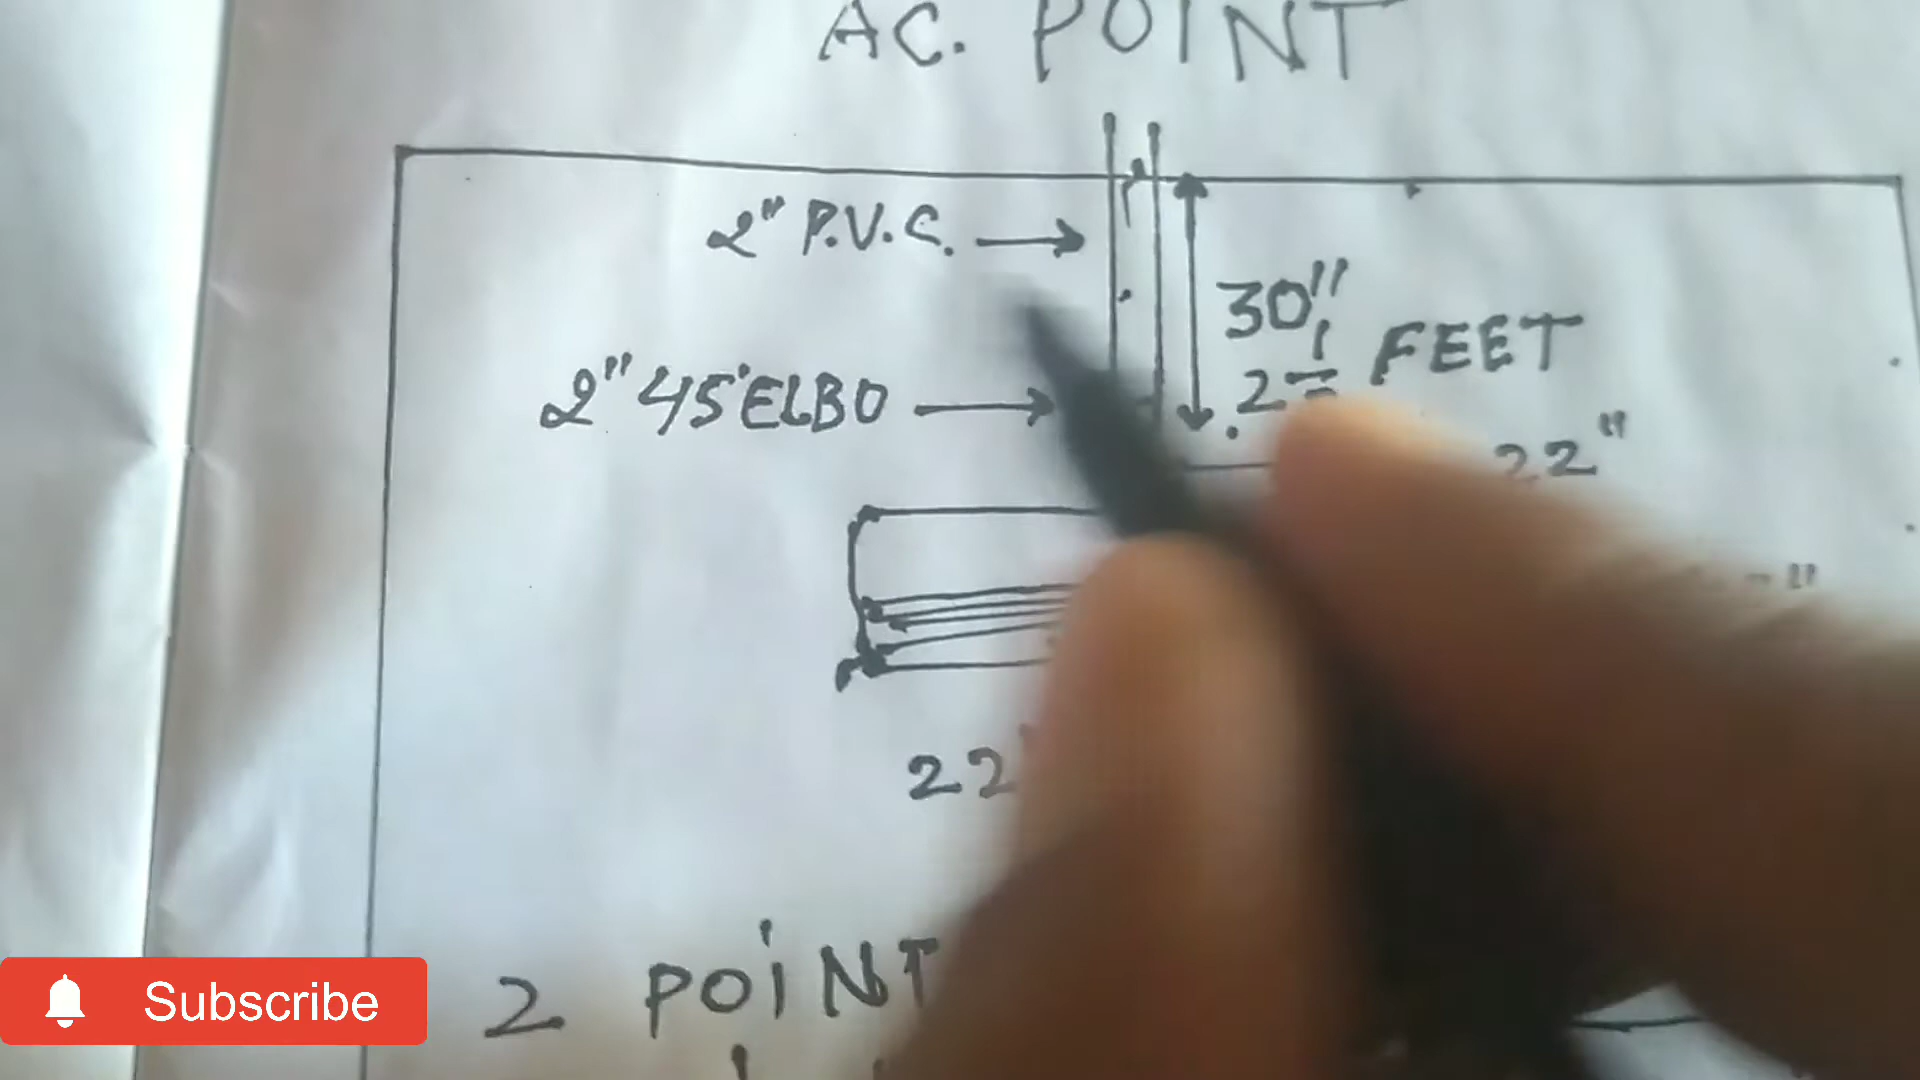 AC. POINT
2" P.V.C.
30"
FEET
2" 45° ELBO
22"
22
2 POINT
Subscribe